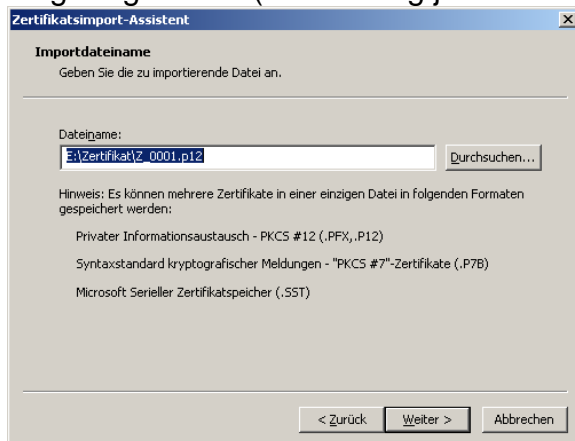 Zertifikatsimport-Assistent
Importdateiname
Geben Sie die zu importierende Datei an.
Dateiname:
E:\Zertifikat\Z_0001.p12
Durchsuchen...
Hinweis: Es können mehrere Zertifikate in einer einzigen Datei in folgenden Formaten
gespeichert werden:
Privater Informationsaustausch - PKCS #12 (.PFX,.P12)
Syntaxstandard kryptografischer Meldungen - "PKCS #7"-Zertifikate (.P7B)
Microsoft Serieller Zertifikatspeicher (.SST)
< Zurück Weiter > Abbrechen